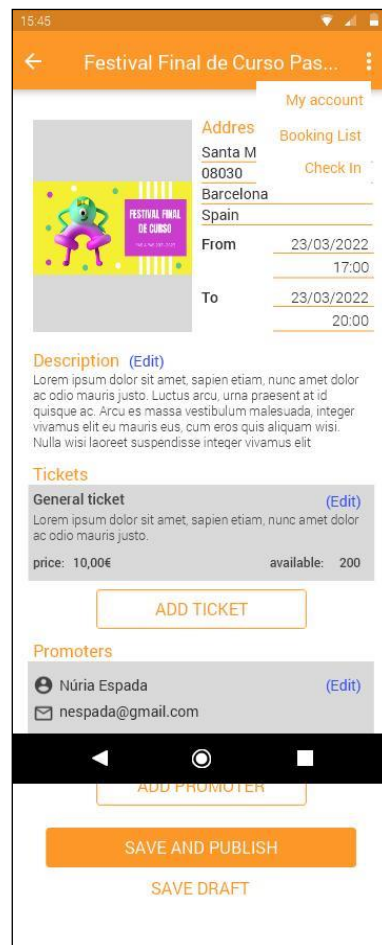 15:45
Festival Final de Curso Pas...
My account
Booking List
Check In
Addres
Santa M
08030
Barcelona
Spain
From 23/03/2022
17:00
To 23/03/2022
20:00
FESTIVAL FINAL
DE CURSO
Description (Edit)
Lorem ipsum dolor sit amet, sapien etiam, nunc amet dolor
ac odio mauris justo. Luctus arcu, urna praesent at id
quisque ac. Arcu es massa vestibulum malesuada, integer
vivamus elit eu mauris eus, cum eros quis aliquam wisi.
Nulla wisi laoreet suspendisse integer vivamus elit
Tickets
General ticket (Edit)
Lorem ipsum dolor sit amet, sapien etiam, nunc amet dolor
ac odio mauris justo.
price: 10,00€ available: 200
ADD TICKET
Promoters
Núria Espada (Edit)
nespada@gmail.com
ADD PROMOTER
SAVE AND PUBLISH
SAVE DRAFT